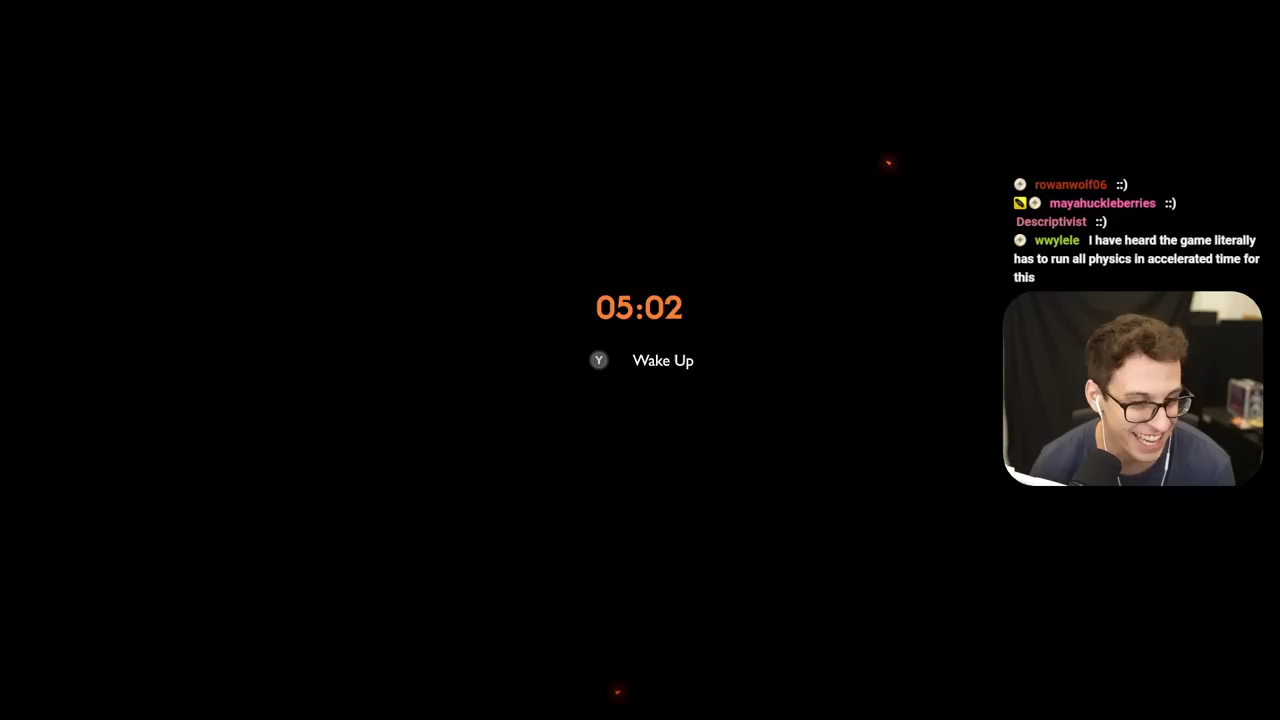 rowanwolf06 ::)
mayahuckleberries ::)
Descriptivist ::)
wwylele I have heard the game literally
has to run all physics in accelerated time for
this
05:02
Y Wake Up